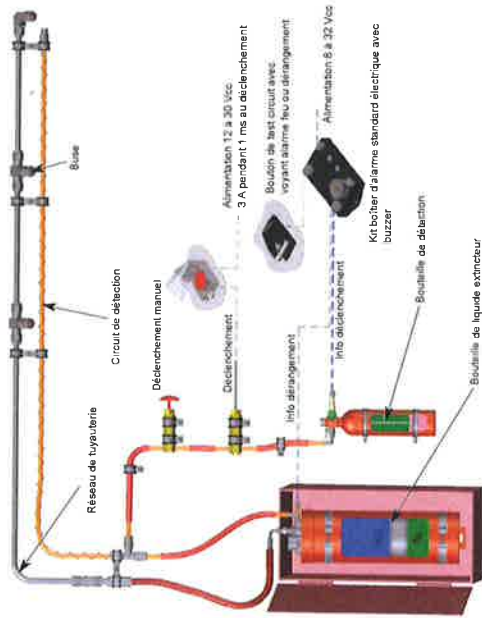 Buse
Circuit de détection
Réseau de tuyauterie
Déclenchement manuel
Alimentation 12 à 30 Vcc
3 A pendant 1 ms au déclenchement
Déclenchement
Bouton de test circuit avec
voyant alarme feu ou dérangement
Alimentation 8 à 32 Vcc
Info dérangement
Info déclenchement
Kit boîtier d'alarme standard électrique avec
buzzer
Bouteille de détection
Bouteille de liquide extincteur